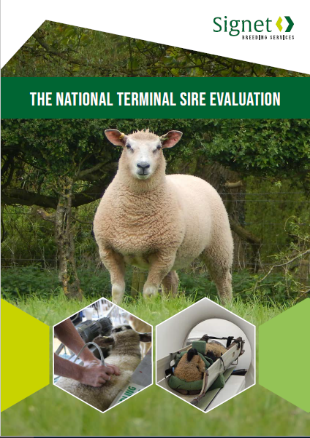 Signet
BREEDING SERVICES
THE NATIONAL TERMINAL SIRE EVALUATION